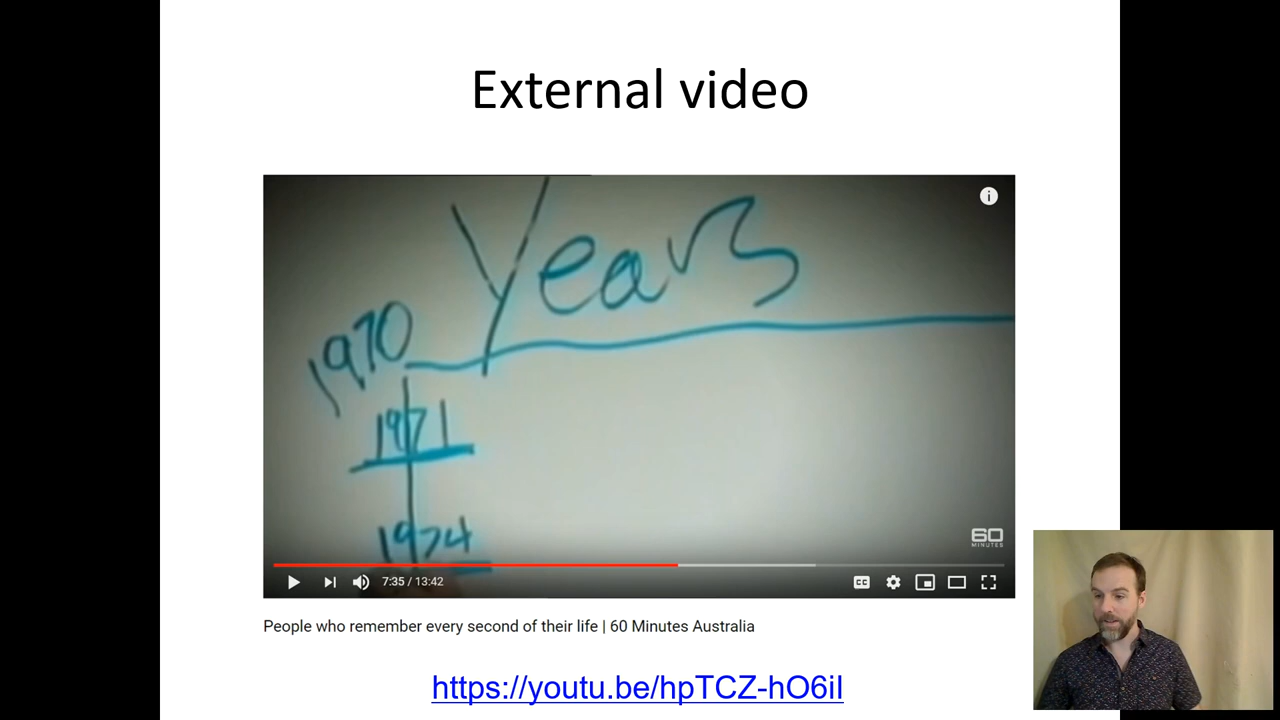 External video
Years
1970
1971
1974
60
MINUTES
7:35 / 13:42
CC
People who remember every second of their life | 60 Minutes Australia
https://youtu.be/hpTCZ-hO6iI